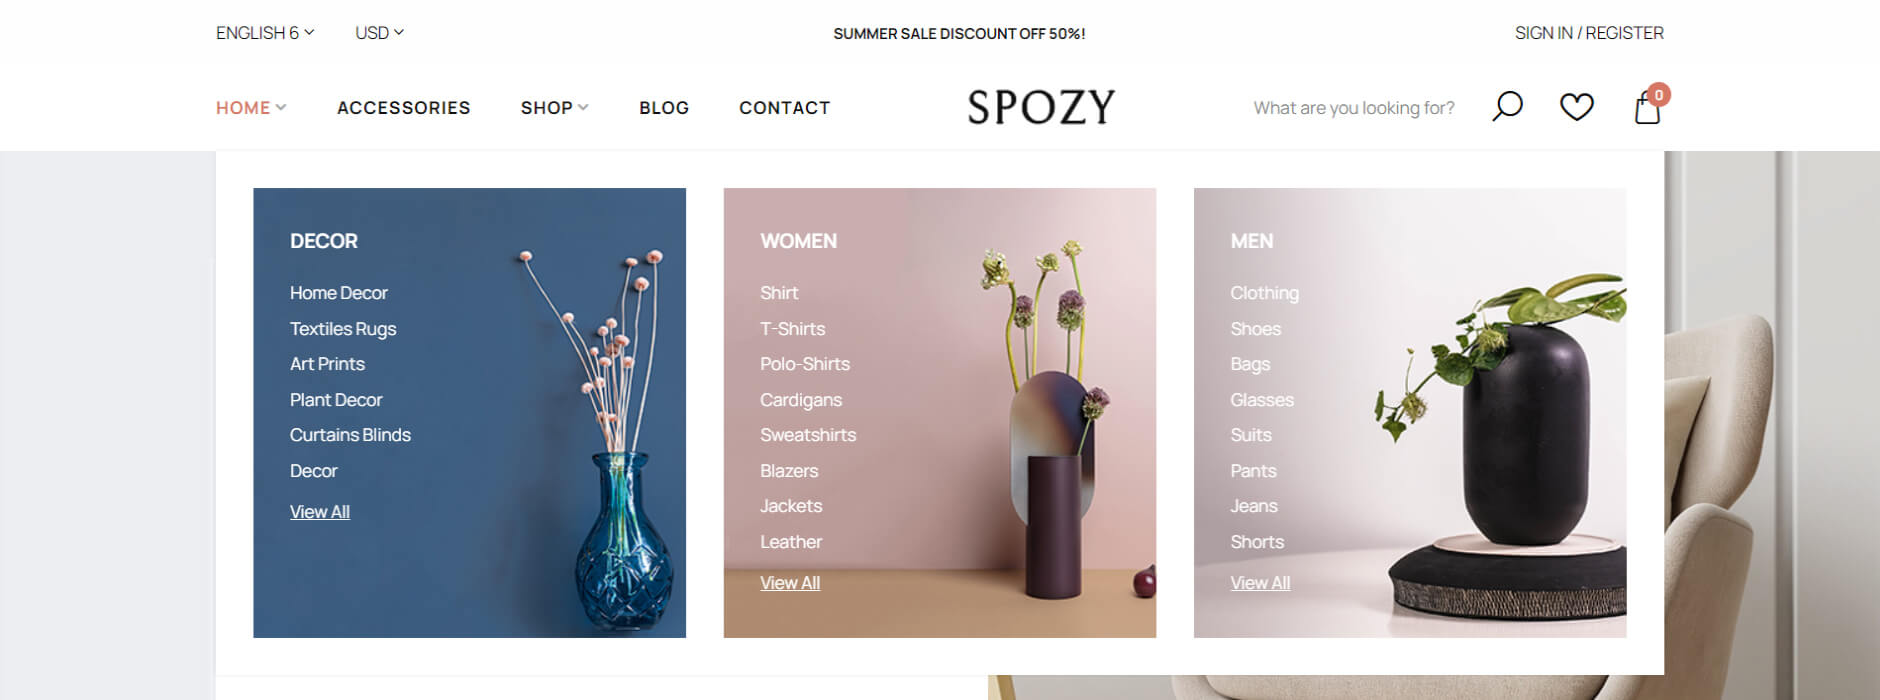 ENGLISH 6
USD
SUMMER SALE DISCOUNT OFF 50%!
SIGN IN / REGISTER
HOME
ACCESSORIES
SHOP
BLOG
CONTACT
SPOZY
What are you looking for?
0
DECOR
Home Decor
Textiles Rugs
Art Prints
Plant Decor
Curtains Blinds
Decor
View All
WOMEN
Shirt
T-Shirts
Polo-Shirts
Cardigans
Sweatshirts
Blazers
Jackets
Leather
View All
MEN
Clothing
Shoes
Bags
Glasses
Suits
Pants
Jeans
Shorts
View All